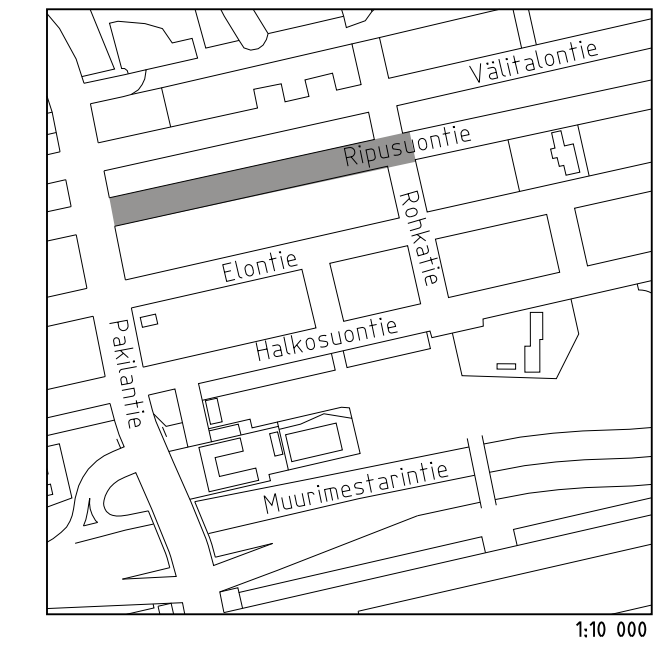 Välitalontie
Ripusuontie
Rohkatie
Elontie
Halkosuontie
Pakilantie
Muurimestarintie
1:10 000